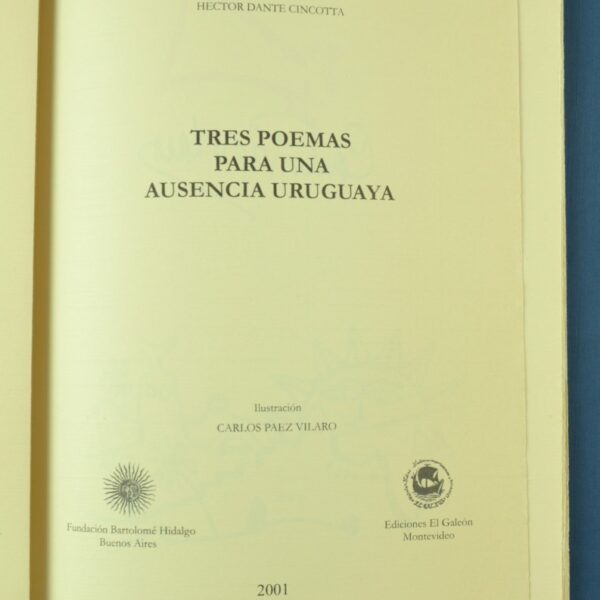 HECTOR DANTE CINCOTTA
TRES POEMAS
PARA UNA
AUSENCIA URUGUAYA
Ilustración
CARLOS PAEZ VILARO
Fundación Bartolomé Hidalgo
Buenos Aires
Ediciones El Galeón
Montevideo
2001